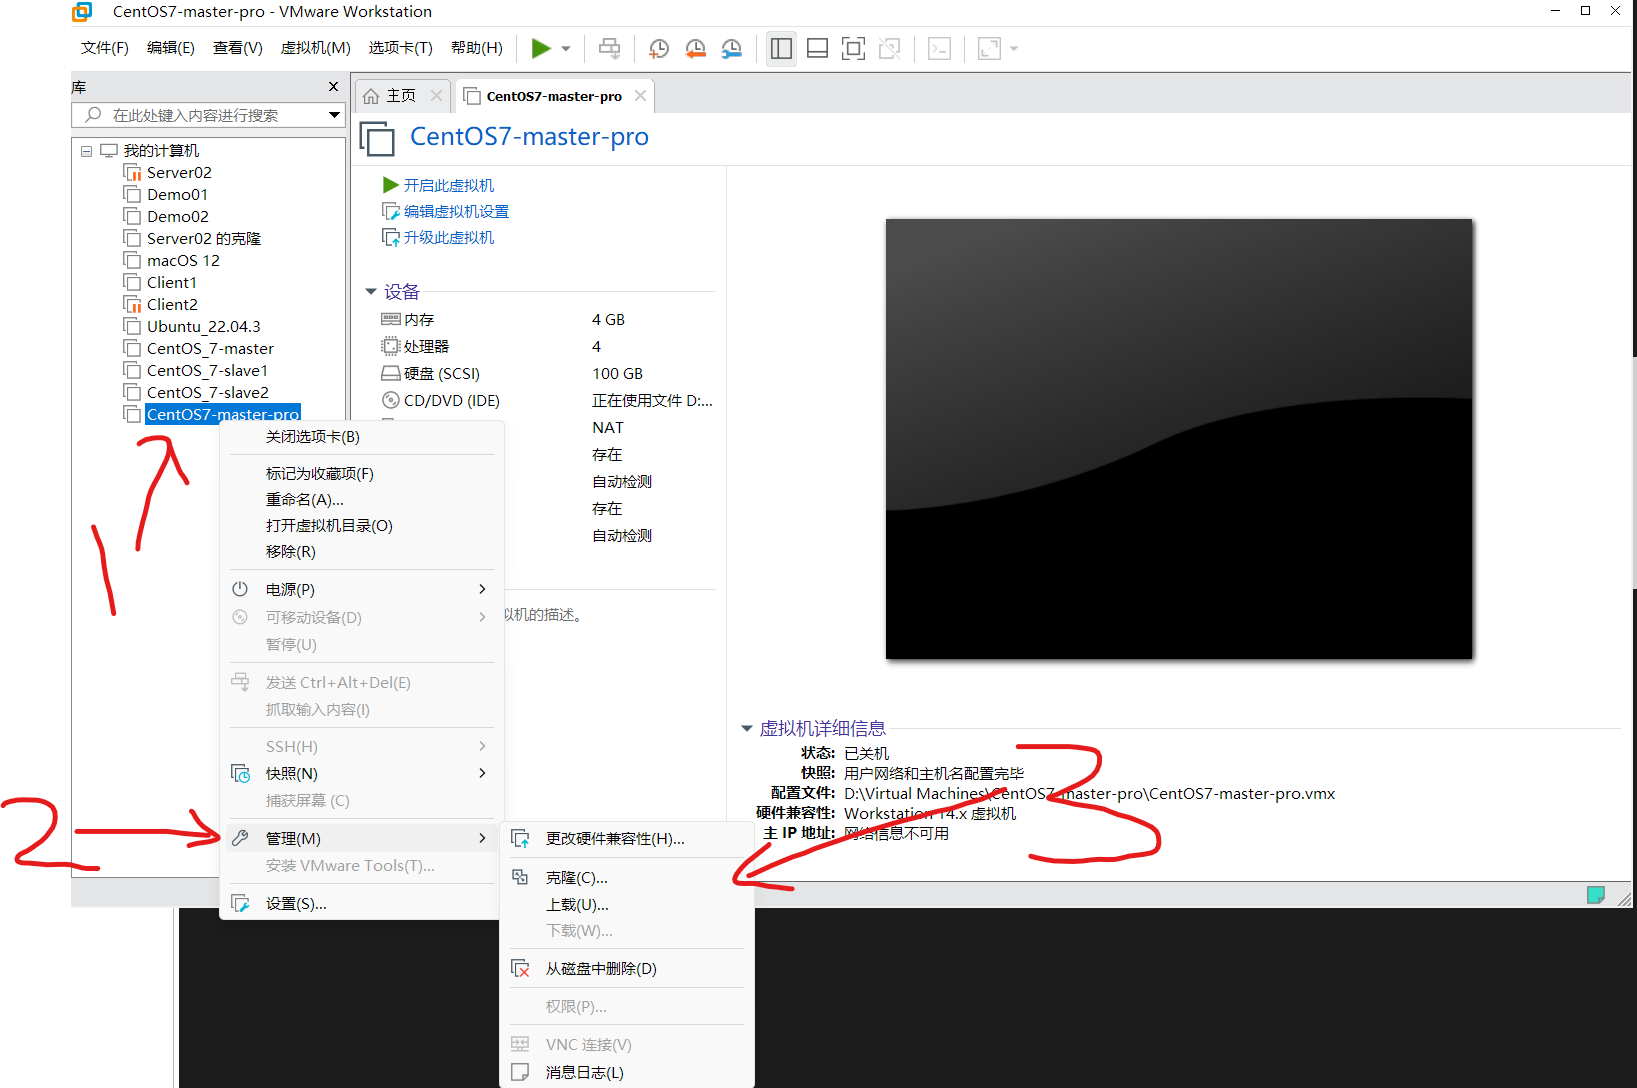 CentOS7-master-pro - VMware Workstation
文件(F) 编辑(E) 查看(V) 虚拟机(M) 选项卡(T) 帮助(H)
库
在此处键入内容进行搜索
我的计算机
Server02
Demo01
Demo02
Server02 的克隆
macOS 12
Client1
Client2
Ubuntu_22.04.3
CentOS_7-master
CentOS_7-slave1
CentOS_7-slave2
CentOS7-master-pro
主页
CentOS7-master-pro
CentOS7-master-pro
开启此虚拟机
编辑虚拟机设置
升级此虚拟机
设备
内存 4 GB
处理器 4
硬盘 (SCSI) 100 GB
CD/DVD (IDE) 正在使用文件 D:...
NAT
存在
自动检测
存在
自动检测
拟机的描述。
虚拟机详细信息
状态: 已关机
快照: 用户网络和主机名配置完毕
配置文件: D:\Virtual Machines\CentOS7-master-pro\CentOS7-master-pro.vmx
硬件兼容性: Workstation 14.x 虚拟机
主 IP 地址: 网络信息不可用
关闭选项卡(B)
标记为收藏项(F)
重命名(A)...
打开虚拟机目录(O)
移除(R)
电源(P)
可移动设备(D)
暂停(U)
发送 Ctrl+Alt+Del(E)
抓取输入内容(I)
SSH(H)
快照(N)
捕获屏幕 (C)
管理(M)
安装 VMware Tools(T)...
设置(S)...
更改硬件兼容性(H)...
克隆(C)...
上载(U)...
下载(W)...
从磁盘中删除(D)
权限(P)...
VNC 连接(V)
消息日志(L)
1
2
3